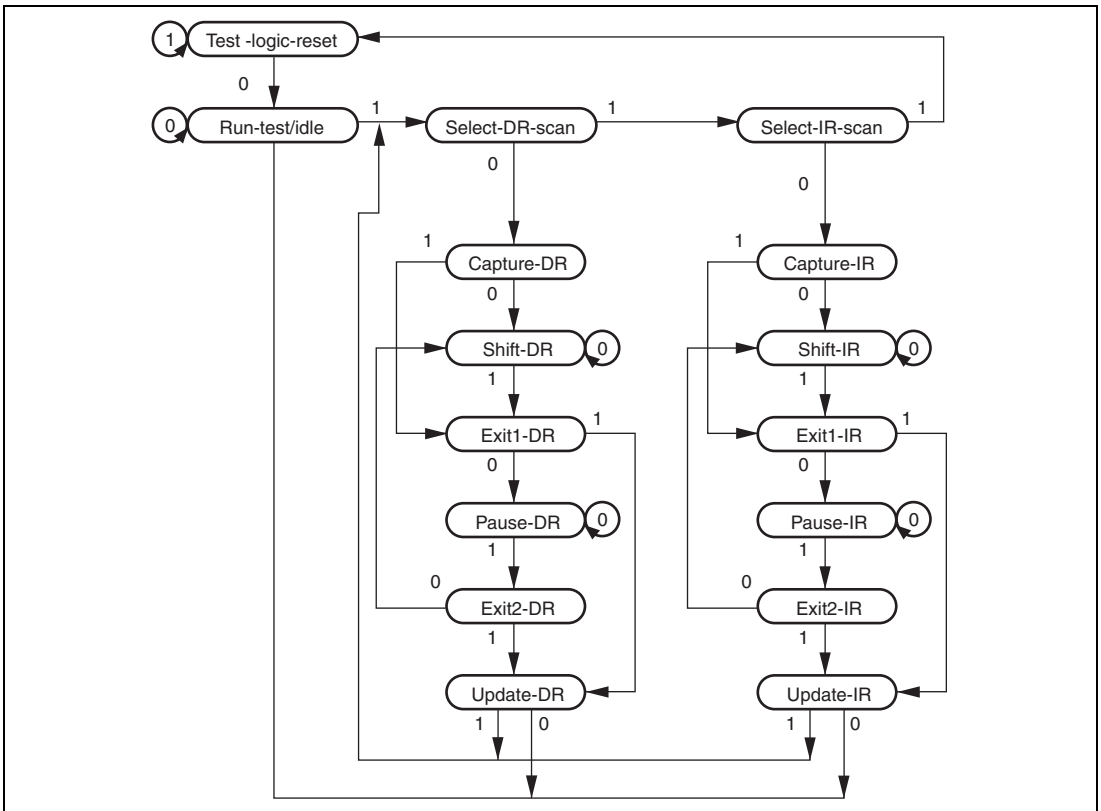 1 Test -logic-reset
0
0 Run-test/idle 1 Select-DR-scan 1 Select-IR-scan 1
0 0
1 Capture-DR 1 Capture-IR
0 0
Shift-DR 0 Shift-IR 0
1 1
Exit1-DR 1 Exit1-IR 1
0 0
Pause-DR 0 Pause-IR 0
1 1
0 Exit2-DR 0 Exit2-IR
1 1
Update-DR Update-IR
1 0 1 0